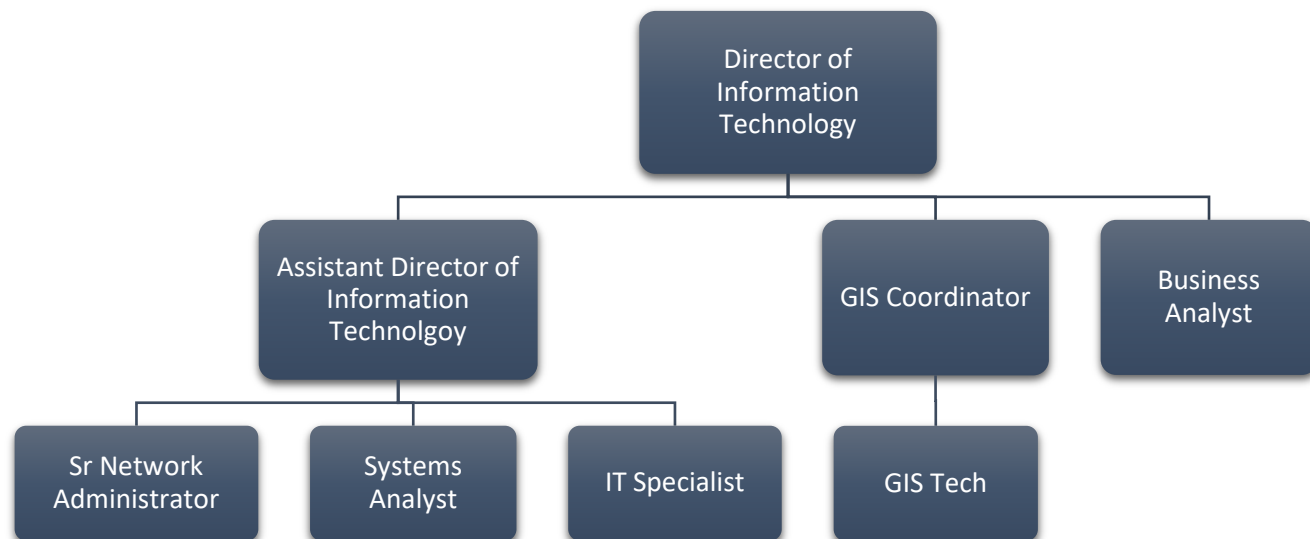 Director of
Information
Technology
Assistant Director of
Information
Technolgoy
GIS Coordinator
Business
Analyst
Sr Network
Administrator
Systems
Analyst
IT Specialist
GIS Tech